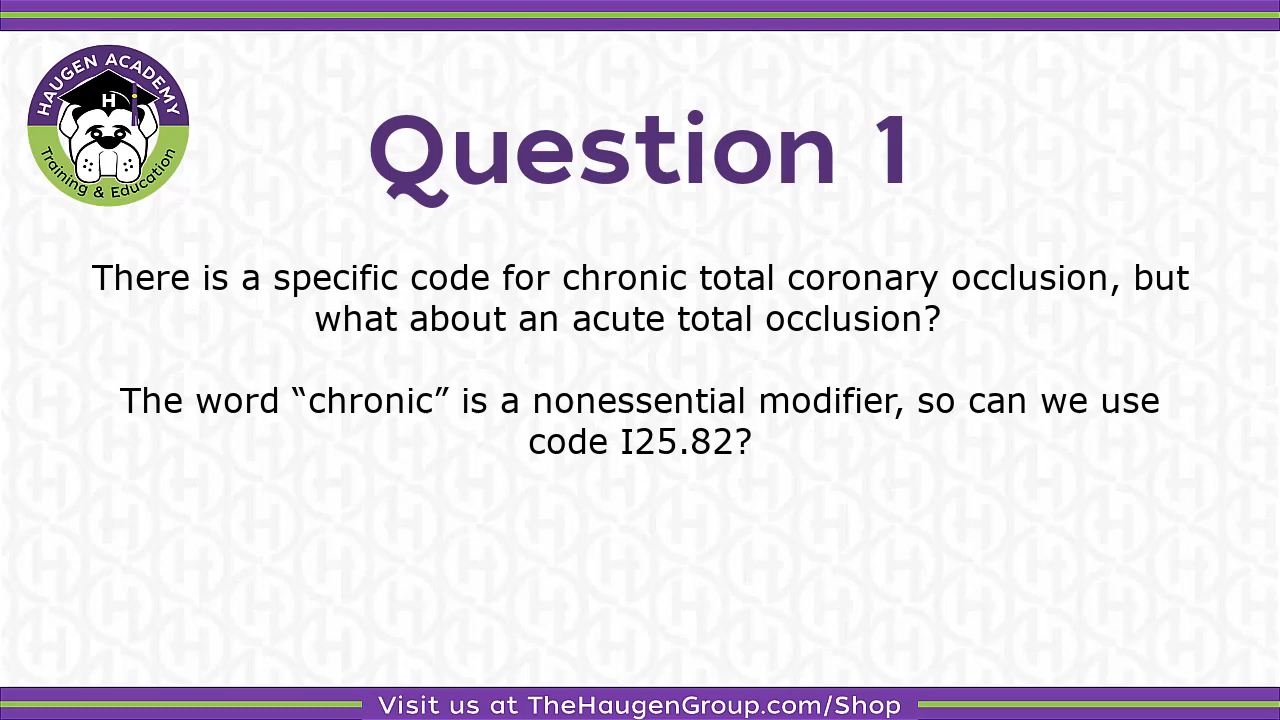 HAUGEN ACADEMY
H
Training & Education
Question 1
There is a specific code for chronic total coronary occlusion, but
what about an acute total occlusion?
The word “chronic” is a nonessential modifier, so can we use
code I25.82?
Visit us at TheHaugenGroup.com/Shop